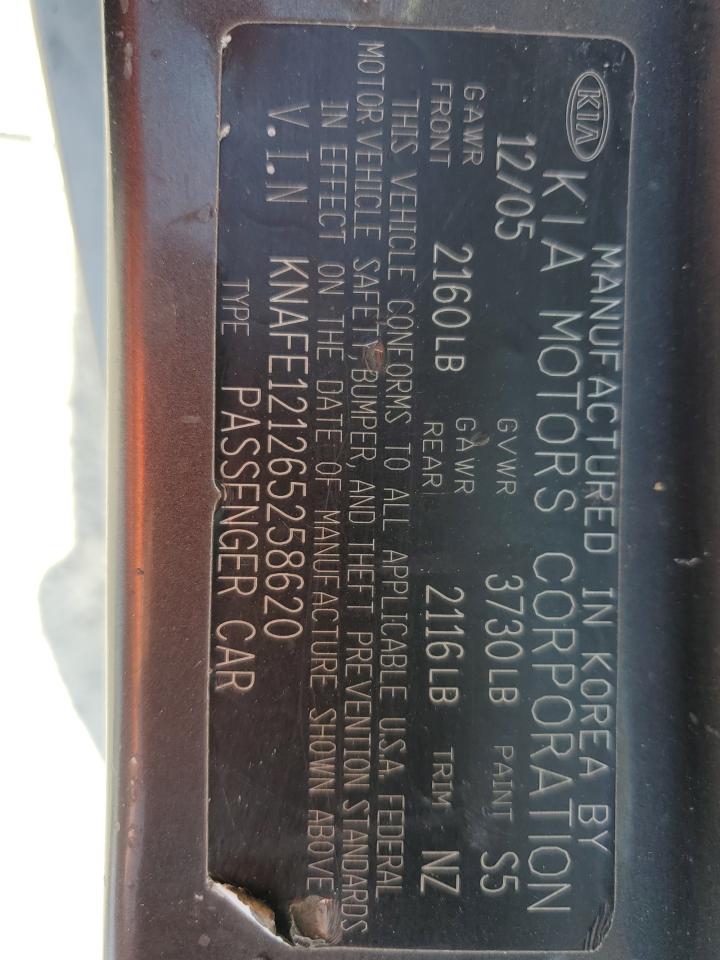 KIA
MANUFACTURED IN KOREA BY
KIA MOTORS CORPORATION
12/05 GVWR 3730LB PAINT S5
GAWR FRONT 2160LB GAWR REAR 2116LB TRIM NZ
THIS VEHICLE CONFORMS TO ALL APPLICABLE U.S.A. FEDERAL
MOTOR VEHICLE SAFETY, BUMPER, AND THEFT PREVENTION STANDARDS
IN EFFECT ON THE DATE OF MANUFACTURE SHOWN ABOVE
V.I.N KNAFE121265258620
TYPE PASSENGER CAR